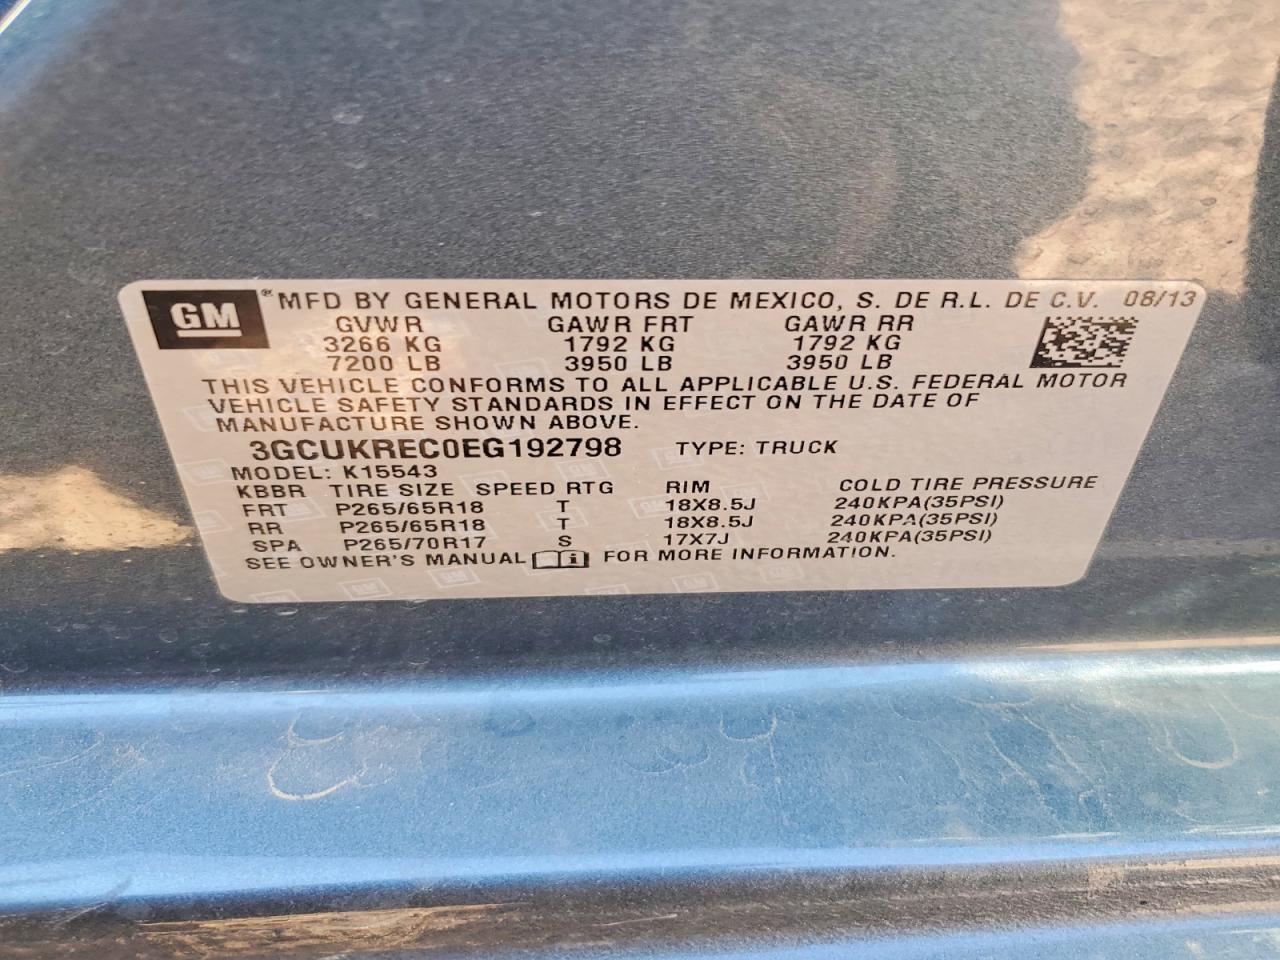 GM ® MFD BY GENERAL MOTORS DE MEXICO, S. DE R.L. DE C.V. 08/13
GVWR GAWR FRT GAWR RR
3266 KG 1792 KG 1792 KG
7200 LB 3950 LB 3950 LB
THIS VEHICLE CONFORMS TO ALL APPLICABLE U.S. FEDERAL MOTOR
VEHICLE SAFETY STANDARDS IN EFFECT ON THE DATE OF
MANUFACTURE SHOWN ABOVE.
3GCUKREC0EG192798 TYPE: TRUCK
MODEL: K15543
KBBR TIRE SIZE SPEED RTG RIM COLD TIRE PRESSURE
FRT P265/65R18 T 18X8.5J 240KPA(35PSI)
RR P265/65R18 T 18X8.5J 240KPA(35PSI)
SPA P265/70R17 S 17X7J 240KPA(35PSI)
SEE OWNER'S MANUAL i FOR MORE INFORMATION.